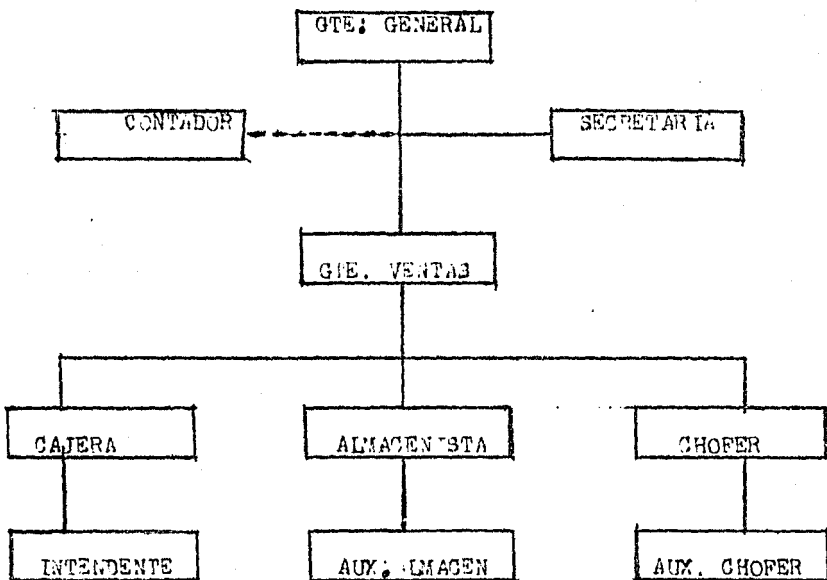 GTE: GENERAL
CONTADOR
SECRETARIA
GTE. VENTAS
CAJERA
ALMACENISTA
CHOFER
INTENDENTE
AUX. ALMACEN
AUX. CHOFER